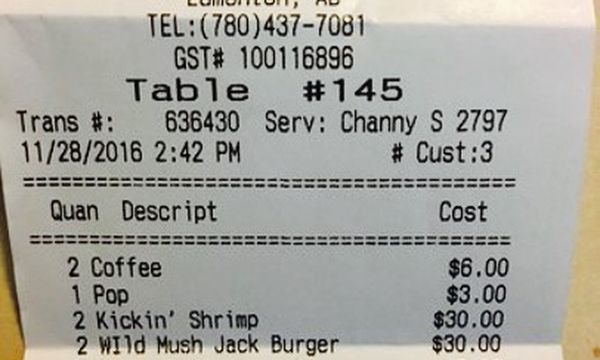 Edmonton, AB
TEL:(780)437-7081
GST# 100116896
Table #145
Trans #: 636430 Serv: Channy S 2797
11/28/2016 2:42 PM # Cust:3
Quan Descript Cost
2 Coffee $6.00
1 Pop $3.00
2 Kickin' Shrimp $30.00
2 WIld Mush Jack Burger $30.00